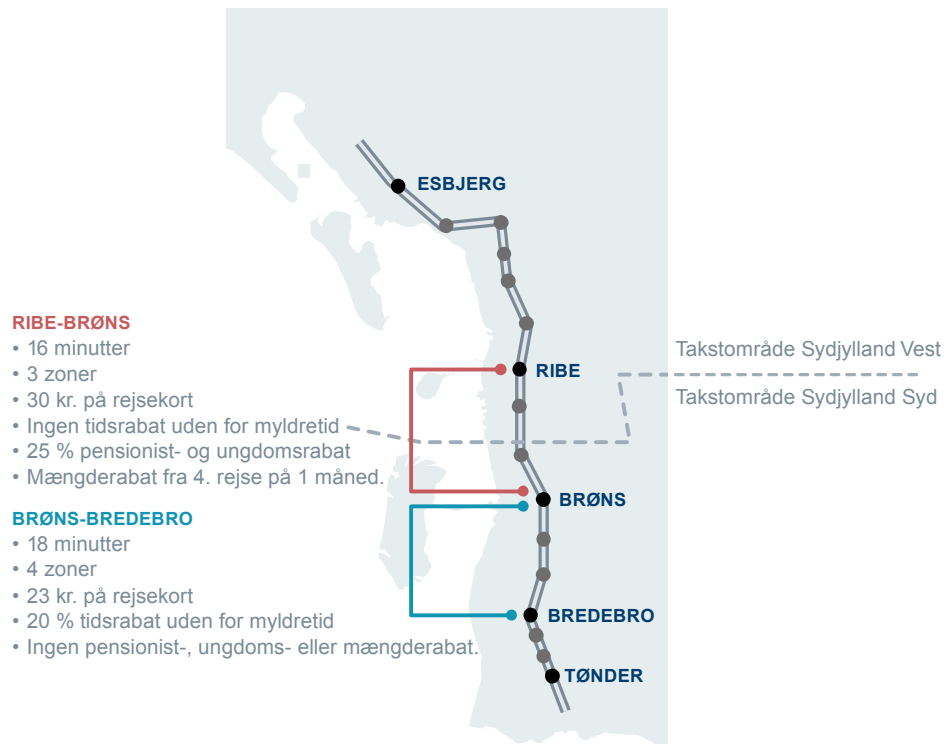 ESBJERG
RIBE-BRØNS
• 16 minutter
• 3 zoner
• 30 kr. på rejsekort
• Ingen tidsrabat uden for myldretid
• 25 % pensionist- og ungdomsrabat
• Mængderabat fra 4. rejse på 1 måned.
Takstområde Sydjylland Vest
RIBE
Takstområde Sydjylland Syd
BRØNS
BRØNS-BREDEBRO
• 18 minutter
• 4 zoner
• 23 kr. på rejsekort
• 20 % tidsrabat uden for myldretid
• Ingen pensionist-, ungdoms- eller mængderabat.
BREDEBRO
TØNDER